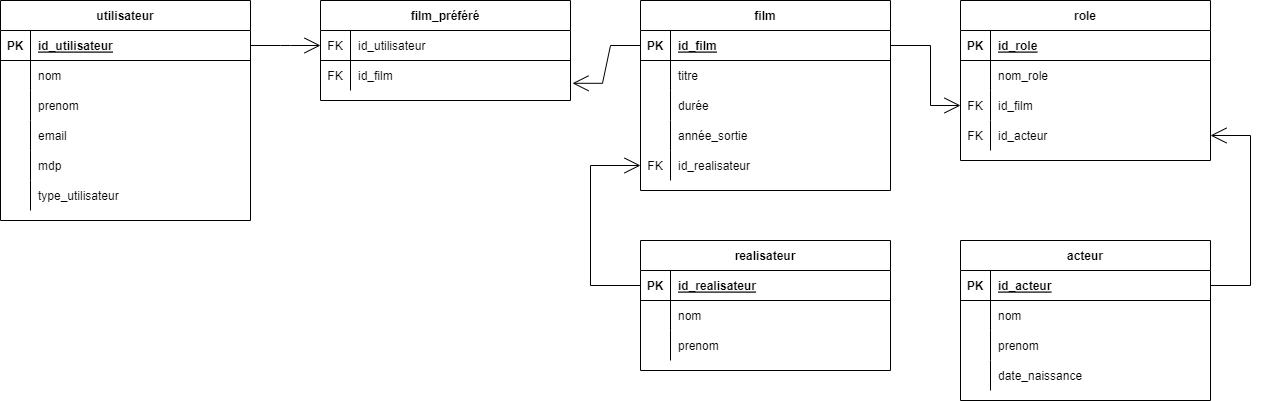 utilisateur
PK id_utilisateur
nom
prenom
email
mdp
type_utilisateur
film_préféré
FK id_utilisateur
FK id_film
film
PK id_film
titre
durée
année_sortie
FK id_realisateur
role
PK id_role
nom_role
FK id_film
FK id_acteur
realisateur
PK id_realisateur
nom
prenom
acteur
PK id_acteur
nom
prenom
date_naissance